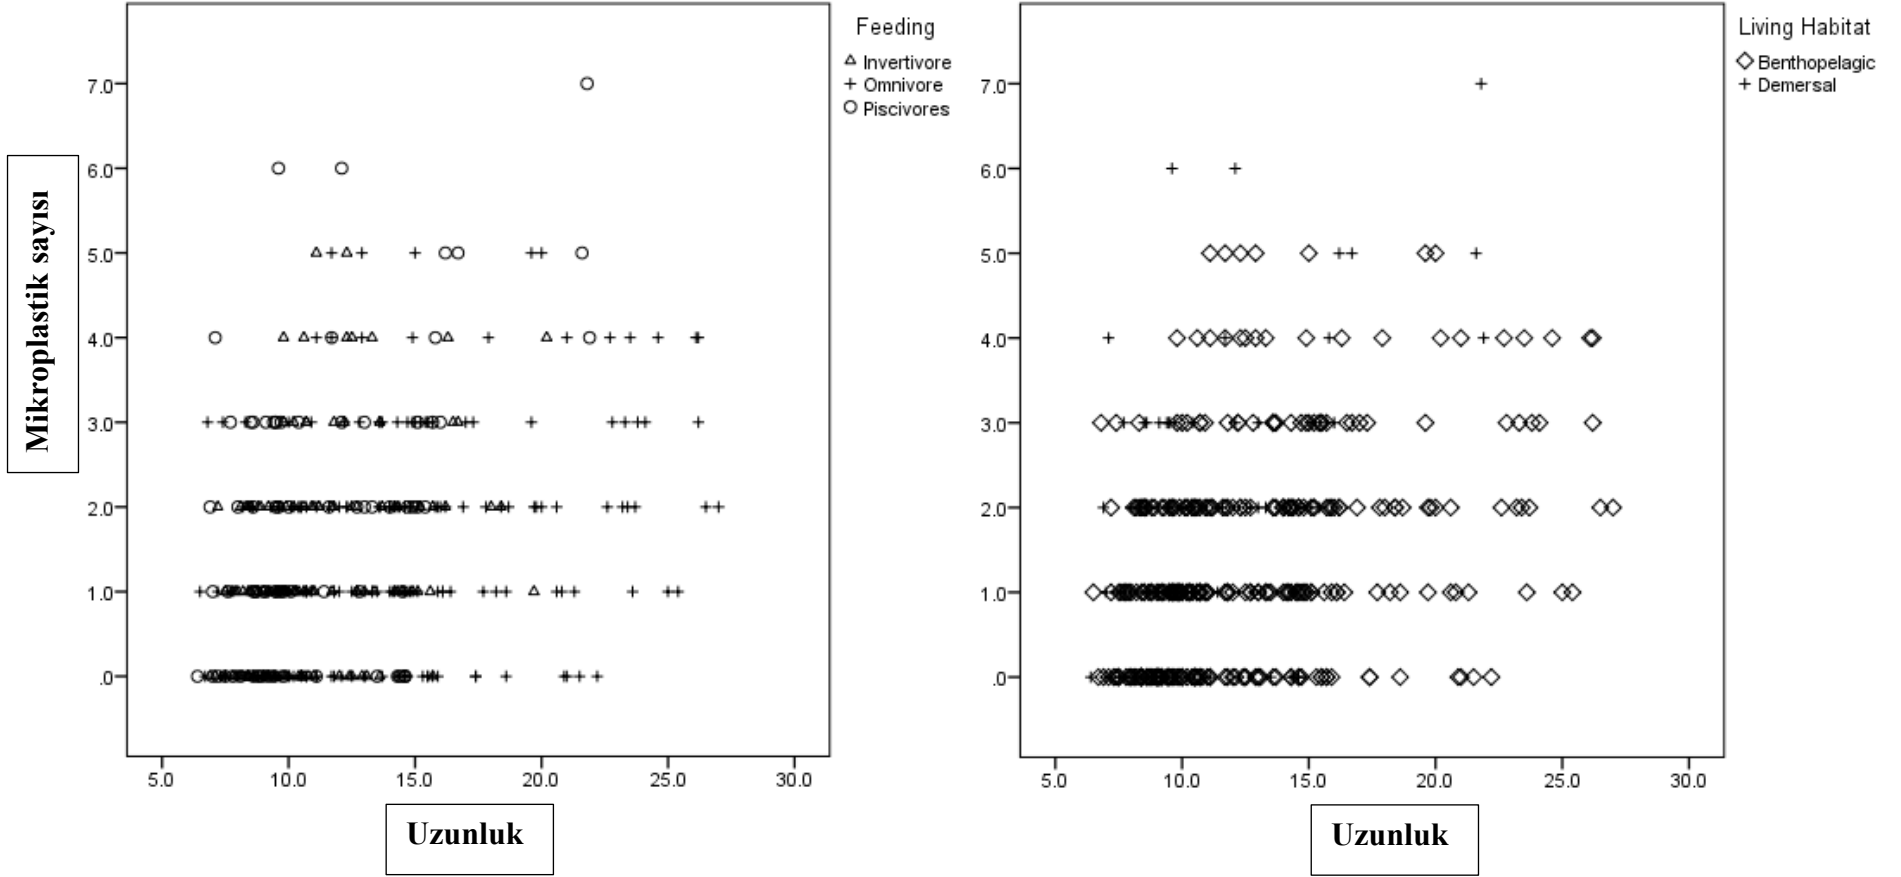 Mikroplastik sayısı
7.0
6.0
5.0
4.0
3.0
2.0
1.0
.0
5.0 10.0 15.0 20.0 25.0 30.0
Uzunluk
Feeding
Invertivore
Omnivore
Piscivores
7.0
6.0
5.0
4.0
3.0
2.0
1.0
.0
5.0 10.0 15.0 20.0 25.0 30.0
Uzunluk
Living Habitat
Benthopelagic
Demersal